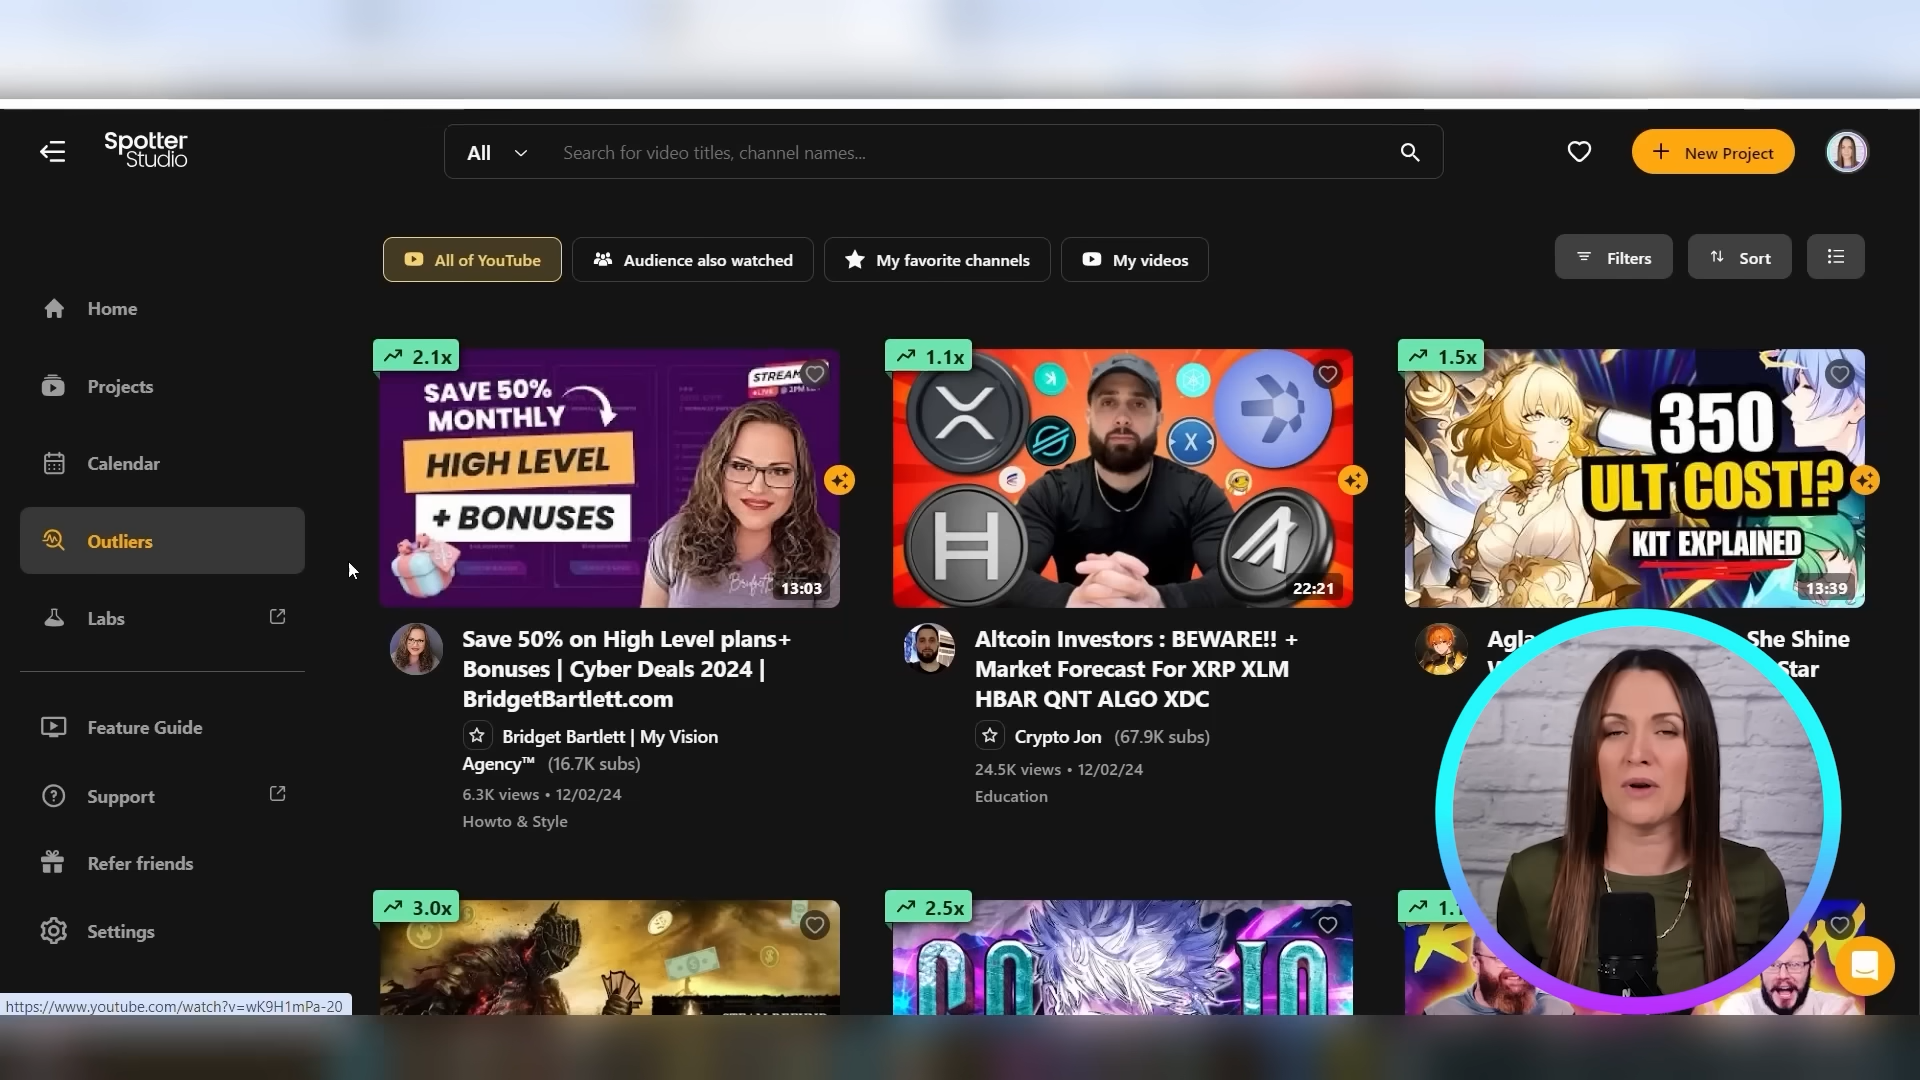 Spotter
Studio
All
Search for video titles, channel names...
New Project
All of YouTube
Audience also watched
My favorite channels
My videos
Filters
Sort
Home
Projects
Calendar
Outliers
Labs
Feature Guide
Support
Refer friends
Settings
2.1x
SAVE 50%
MONTHLY
HIGH LEVEL
+ BONUSES
13:03
Save 50% on High Level plans+
Bonuses | Cyber Deals 2024 |
BridgetBartlett.com
Bridget Bartlett | My Vision
Agency™ (16.7K subs)
6.3K views • 12/02/24
Howto & Style
1.1x
22:21
Altcoin Investors : BEWARE!! +
Market Forecast For XRP XLM
HBAR QNT ALGO XDC
Crypto Jon (67.9K subs)
24.5K views • 12/02/24
Education
1.5x
350
ULT COST!?
KIT EXPLAINED
13:39
She Shine
Star
3.0x
2.5x
https://www.youtube.com/watch?v=wK9H1mPa-20